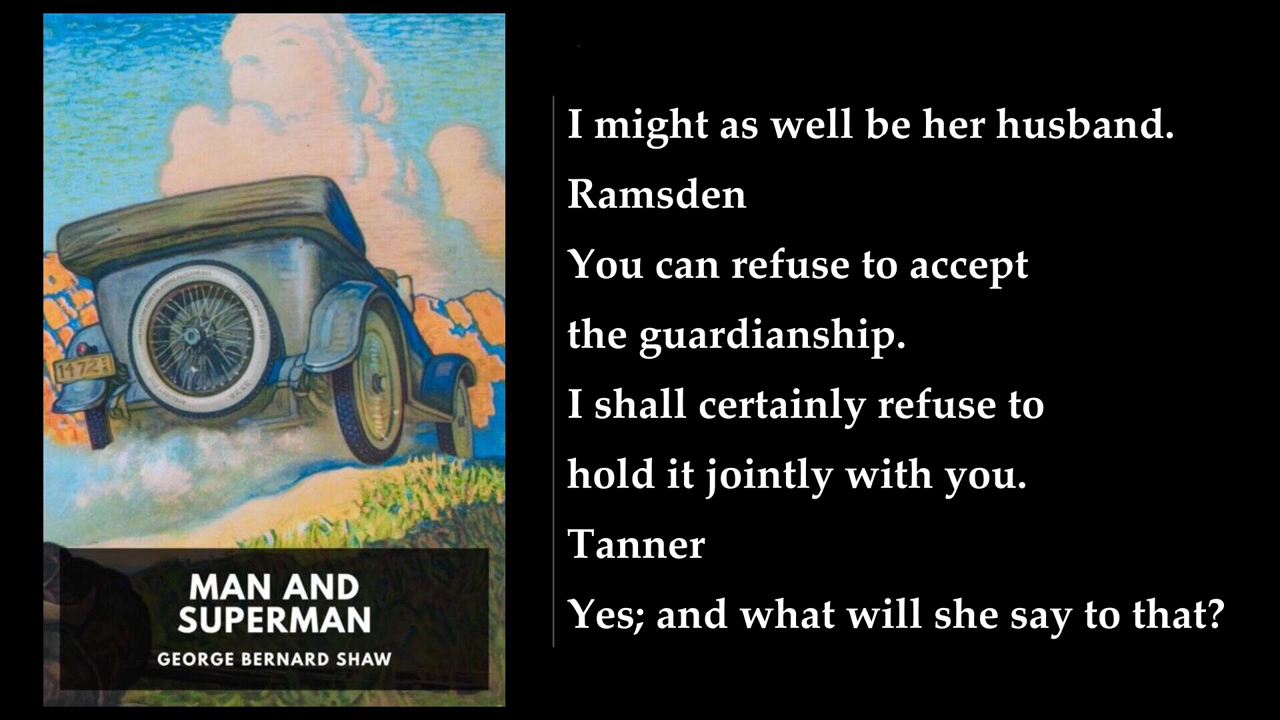 1472
MAN AND
SUPERMAN
GEORGE BERNARD SHAW
I might as well be her husband.
Ramsden
You can refuse to accept
the guardianship.
I shall certainly refuse to
hold it jointly with you.
Tanner
Yes; and what will she say to that?